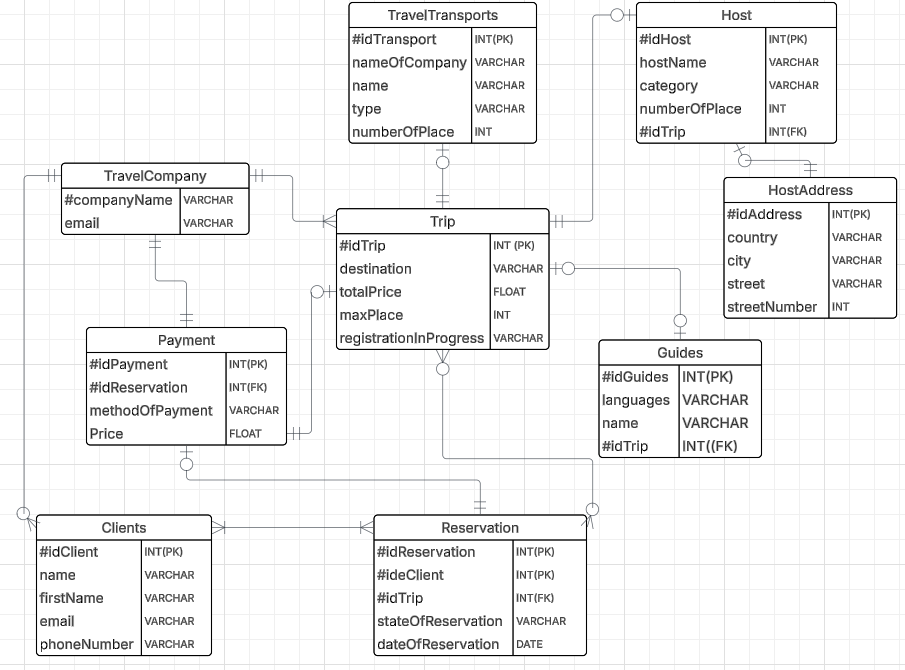 TravelTransports
#idTransport INT(PK)
nameOfCompany VARCHAR
name VARCHAR
type VARCHAR
numberOfPlace INT
Host
#idHost INT(PK)
hostName VARCHAR
category VARCHAR
numberOfPlace INT
#idTrip INT(FK)
TravelCompany
#companyName VARCHAR
email VARCHAR
HostAddress
#idAddress INT(PK)
country VARCHAR
city VARCHAR
street VARCHAR
streetNumber INT
Trip
#idTrip INT (PK)
destination VARCHAR
totalPrice FLOAT
maxPlace INT
registrationInProgress VARCHAR
Payment
#idPayment INT(PK)
#idReservation INT(FK)
methodOfPayment VARCHAR
Price FLOAT
Guides
#idGuides INT(PK)
languages VARCHAR
name VARCHAR
#idTrip INT((FK)
Clients
#idClient INT(PK)
name VARCHAR
firstName VARCHAR
email VARCHAR
phoneNumber VARCHAR
Reservation
#idReservation INT(PK)
#ideClient INT(PK)
#idTrip INT(FK)
stateOfReservation VARCHAR
dateOfReservation DATE